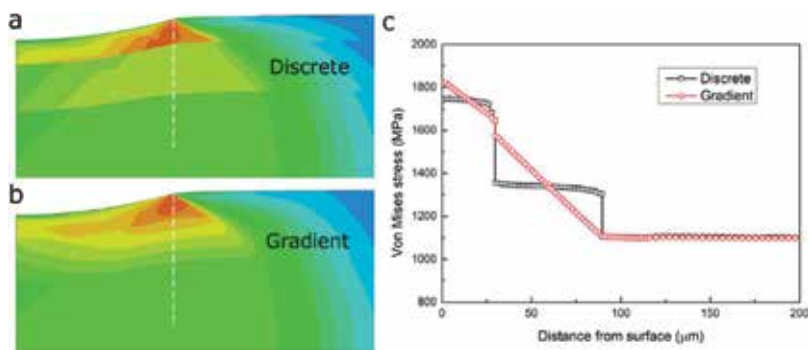 a
Discrete
b
Gradient
c
Von Mises stress (MPa)
2000
1800
1600
1400
1200
1000
800
0
50
100
150
200
Distance from surface (μm)
Discrete
Gradient